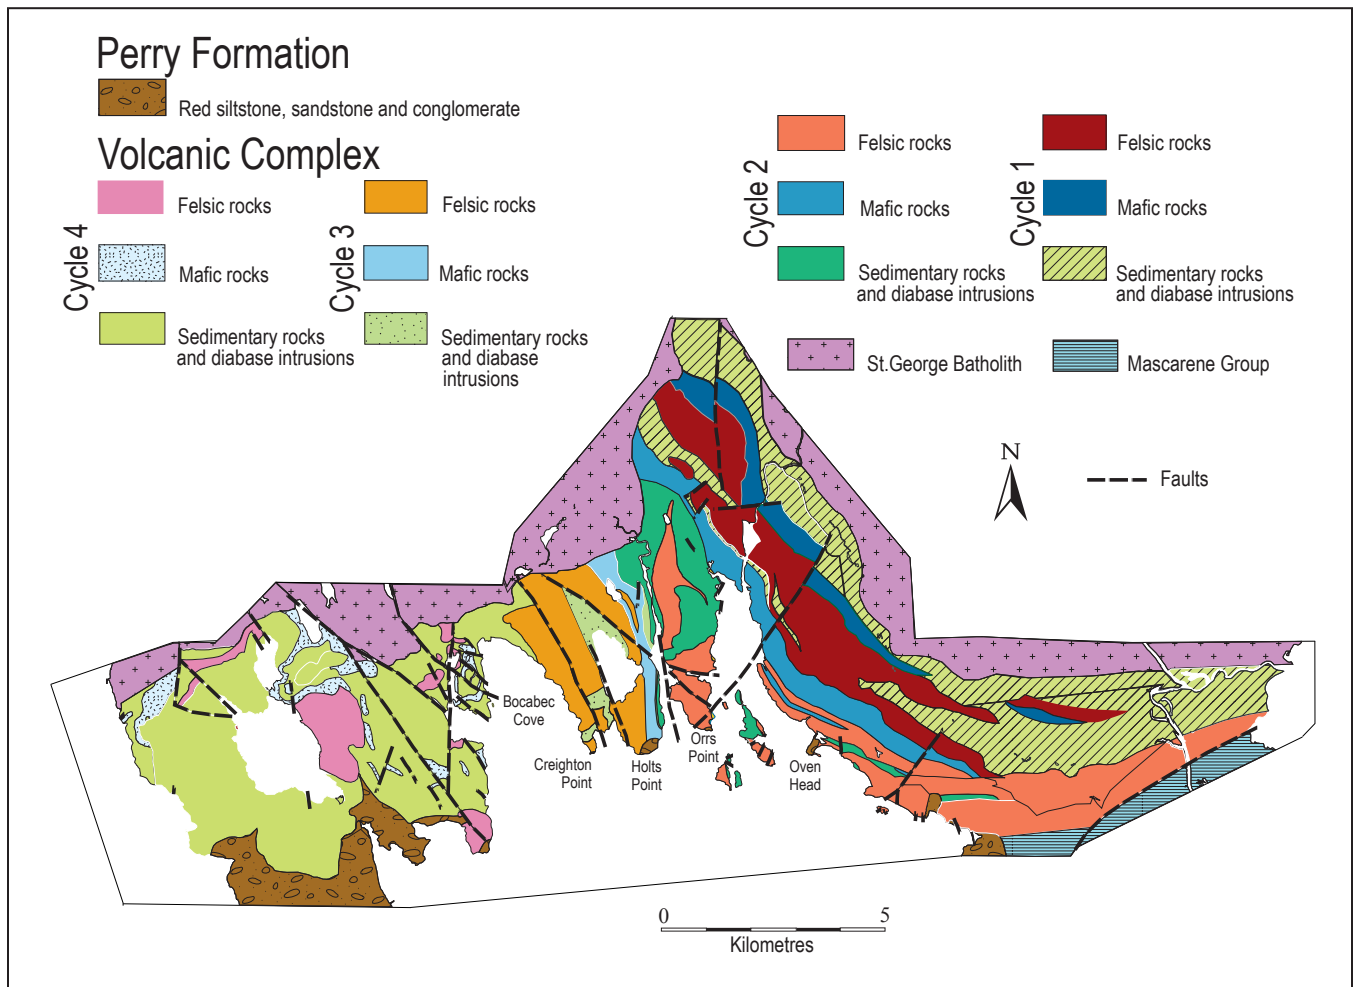 Perry Formation
Red siltstone, sandstone and conglomerate
Volcanic Complex
Cycle 4
Felsic rocks
Mafic rocks
Sedimentary rocks
and diabase intrusions
Cycle 3
Felsic rocks
Mafic rocks
Sedimentary rocks
and diabase
intrusions
Cycle 2
Felsic rocks
Mafic rocks
Sedimentary rocks
and diabase intrusions
Cycle 1
Felsic rocks
Mafic rocks
Sedimentary rocks
and diabase intrusions
St.George Batholith
Mascarene Group
N
Faults
Bocabec
Cove
Creighton
Point
Holts
Point
Orrs
Point
Oven
Head
0 5
Kilometres